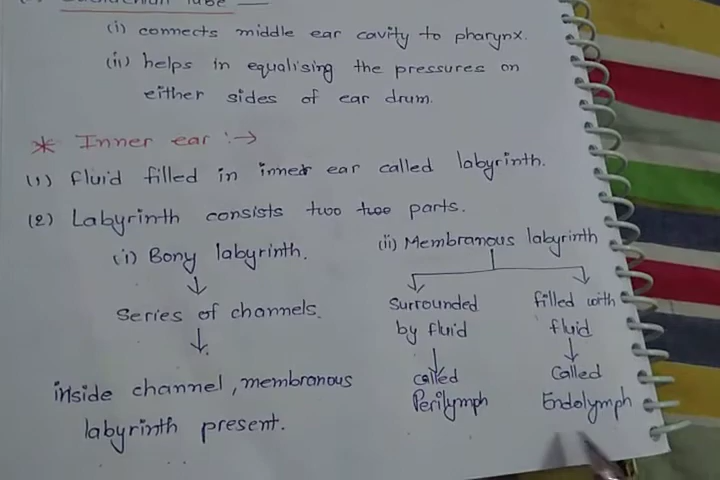 Eustachian tube —
(i) connects middle ear cavity to pharynx.
(ii) helps in equalising the pressures on
either sides of ear drum.
* Inner ear :→
(1) Fluid filled in inner ear called labyrinth.
(2) Labyrinth consists two two parts.
(i) Bony labyrinth.
↓
Series of channels.
↓
inside channel, membranous
labyrinth present.
(ii) Membranous labyrinth
Surrounded
by fluid
↓
called
Perilymph
filled with
fluid
↓
Called
Endolymph